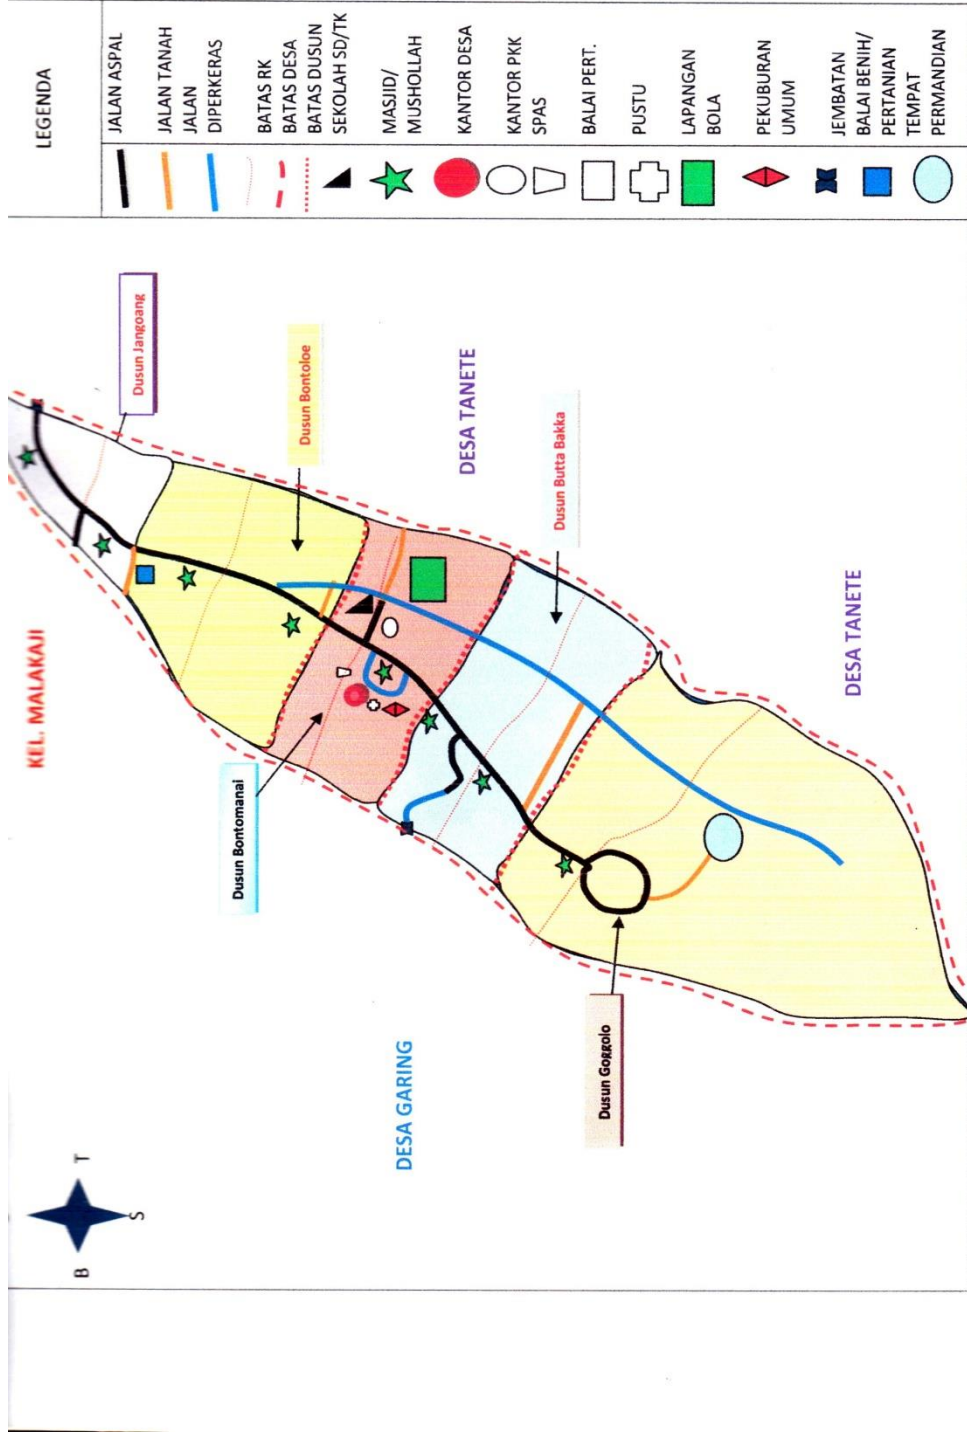 LEGENDA
JALAN ASPAL
JALAN TANAH
JALAN
DIPERKERAS
BATAS RK
BATAS DESA
BATAS DUSUN
SEKOLAH SD/TK
MASJID/
MUSHOLLAH
KANTOR DESA
KANTOR PKK
SPAS
BALAI PERT.
PUSTU
LAPANGAN
BOLA
PEKUBURAN
UMUM
JEMBATAN
BALAI BENIH/
PERTANIAN
TEMPAT
PERMANDIAN
Dusun Jangoang
Dusun Bontoloe
DESA TANETE
Dusun Butta Bakka
DESA TANETE
KEL. MALAKAJI
Dusun Bontomanai
DESA GARING
Dusun Goggolo
T
S
B